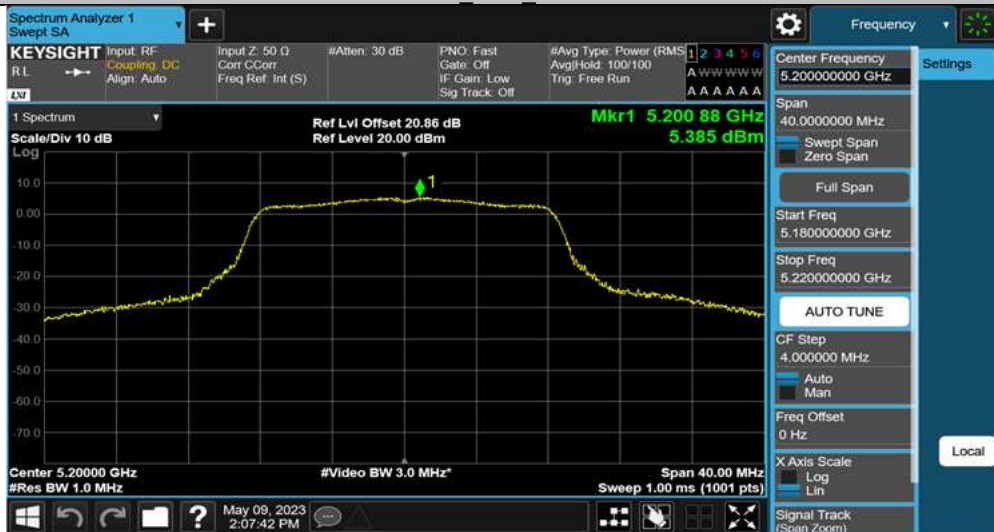 Spectrum Analyzer 1
Swept SA
+
Frequency
KEYSIGHT
RL
LXI
Input: RF
Coupling: DC
Align: Auto
Input Z: 50 Ω
Corr CCorr
Freq Ref: Int (S)
#Atten: 30 dB
PNO: Fast
Gate: Off
IF Gain: Low
Sig Track: Off
#Avg Type: Power (RMS
Avg|Hold: 100/100
Trig: Free Run
1 2 3 4 5 6
A W W W W W
A A A A A A
1 Spectrum
Scale/Div 10 dB
Log
Ref Lvl Offset 20.86 dB
Ref Level 20.00 dBm
Mkr1 5.200 88 GHz
5.385 dBm
1
10.0
0.00
-10.0
-20.0
-30.0
-40.0
-50.0
-60.0
-70.0
Center 5.20000 GHz
#Res BW 1.0 MHz
#Video BW 3.0 MHz*
Span 40.00 MHz
Sweep 1.00 ms (1001 pts)
?
May 09, 2023
2:07:42 PM
Center Frequency
5.200000000 GHz
Span
40.0000000 MHz
Swept Span
Zero Span
Full Span
Start Freq
5.180000000 GHz
Stop Freq
5.220000000 GHz
AUTO TUNE
CF Step
4.000000 MHz
Auto
Man
Freq Offset
0 Hz
X Axis Scale
Log
Lin
Signal Track
(Span Zoom)
Settings
Local